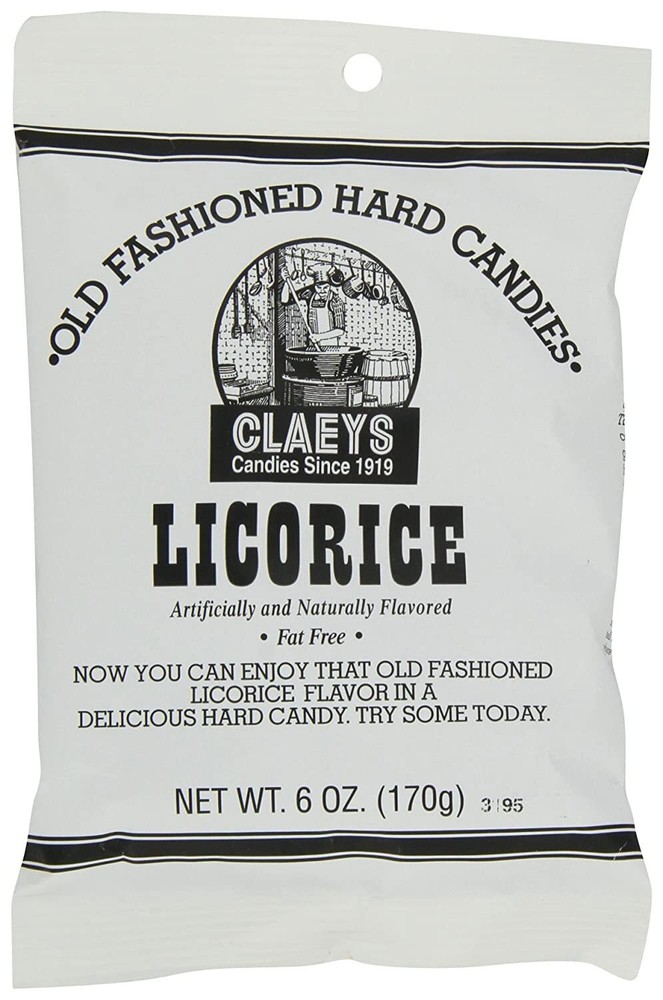 •OLD FASHIONED HARD CANDIES•
CLAEYS
Candies Since 1919
LICORICE
Artificially and Naturally Flavored
• Fat Free •
NOW YOU CAN ENJOY THAT OLD FASHIONED
LICORICE FLAVOR IN A
DELICIOUS HARD CANDY. TRY SOME TODAY.
NET WT. 6 OZ. (170g) 3195